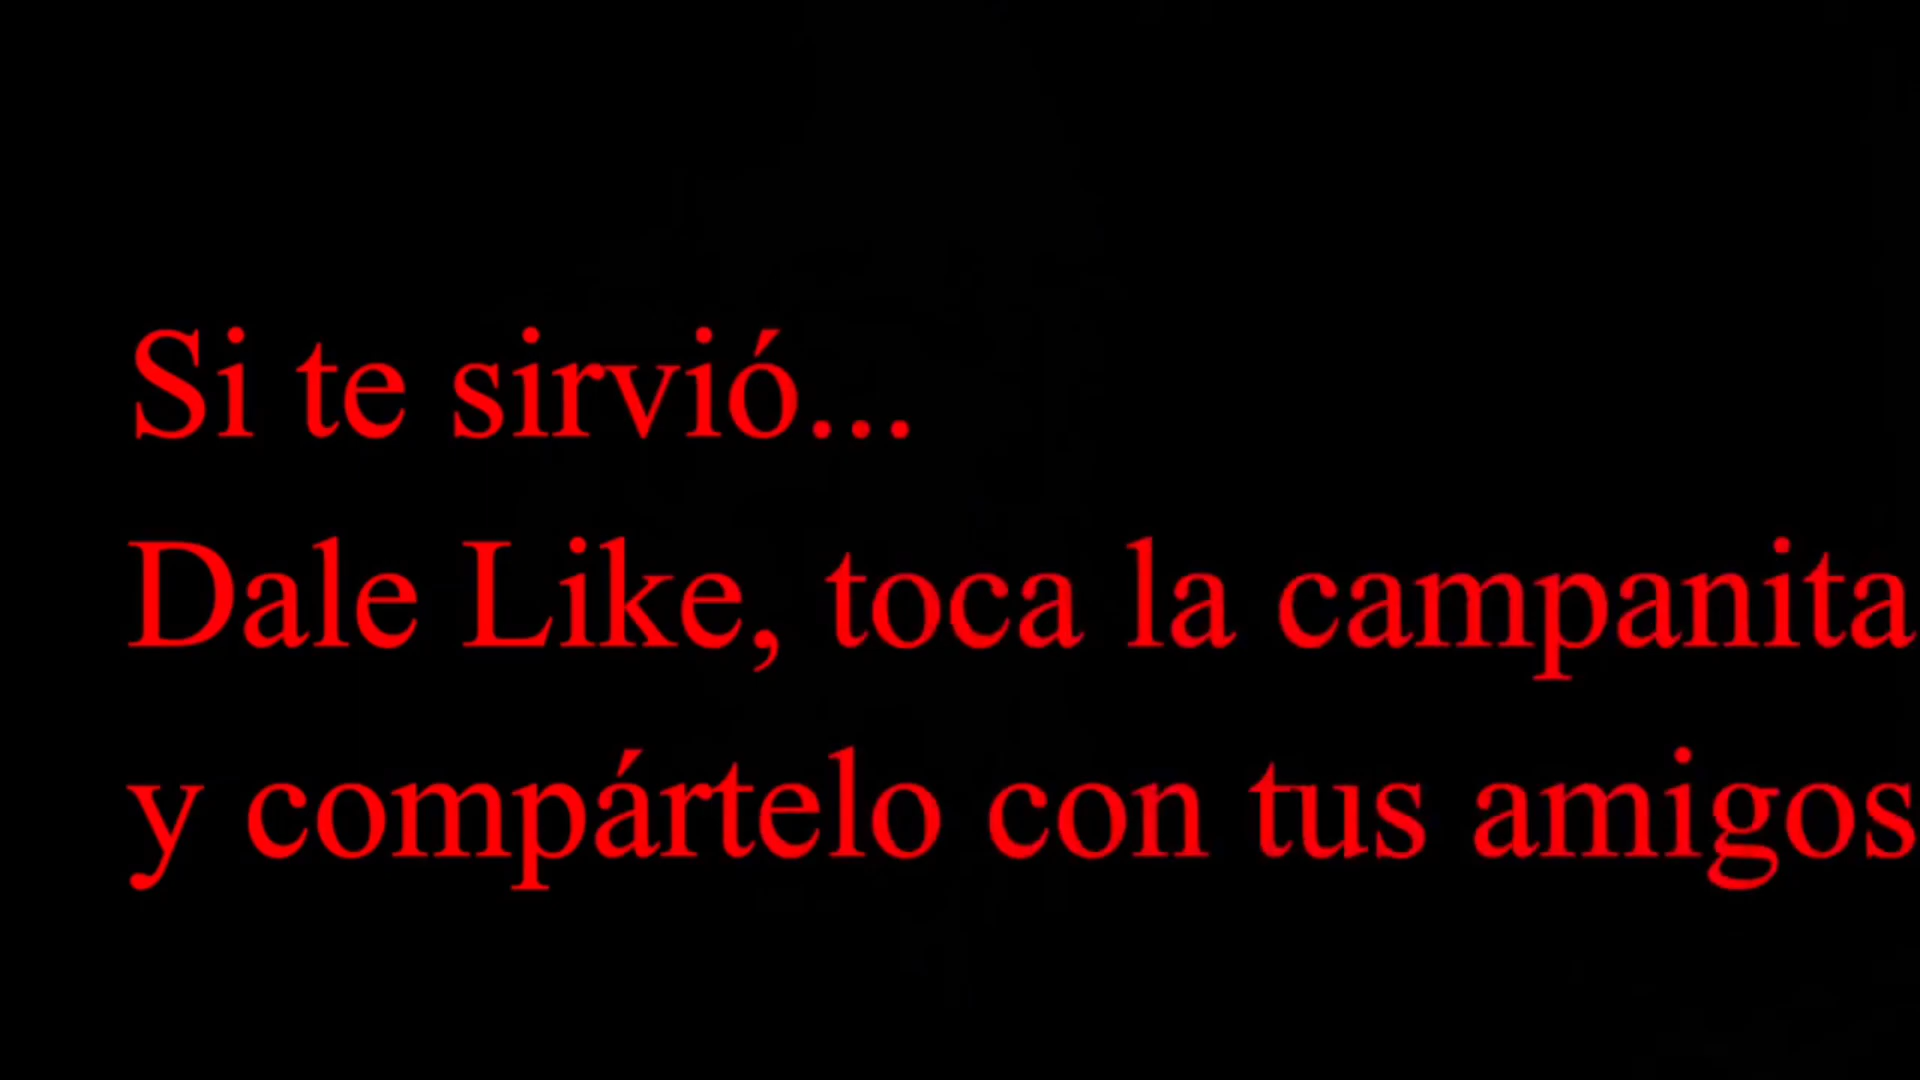 Si te sirvió...
Dale Like, toca la campanita
y compártelo con tus amigos